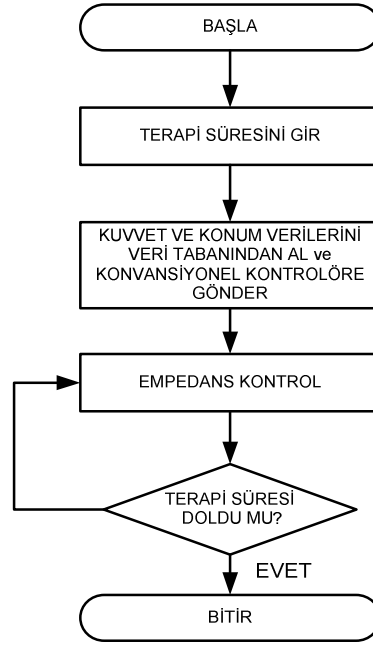 BAŞLA
TERAPİ SÜRESİNİ GİR
KUVVET VE KONUM VERİLERİNİ
VERİ TABANINDAN AL ve
KONVANSİYONEL KONTROLÖRE
GÖNDER
EMPEDANS KONTROL
TERAPİ SÜRESİ
DOLDU MU?
EVET
BİTİR